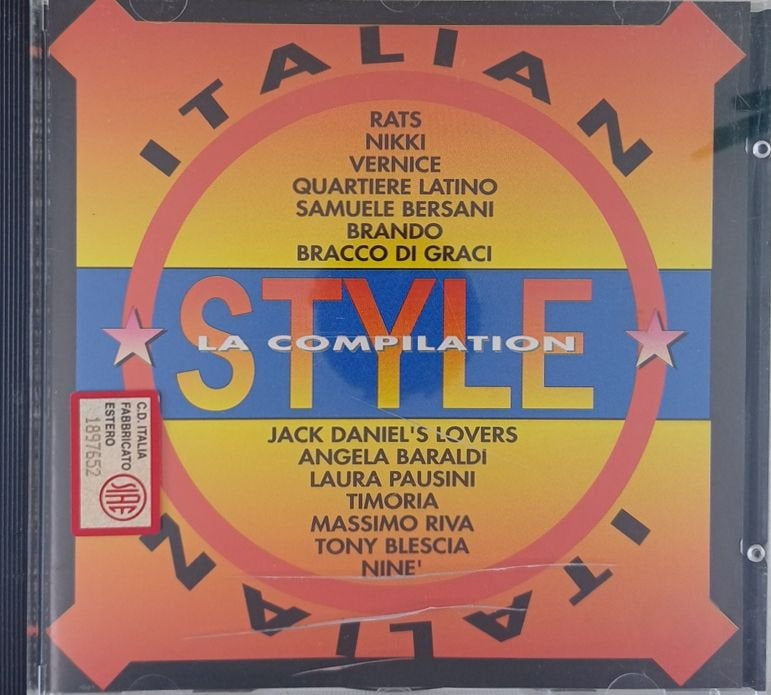 ITALIAN
RATS
NIKKI
VERNICE
QUARTIERE LATINO
SAMUELE BERSANI
BRANDO
BRACCO DI GRACI
STYLE
LA COMPILATION
JACK DANIEL'S LOVERS
ANGELA BARALDI
LAURA PAUSINI
TIMORIA
MASSIMO RIVA
TONY BLESCIA
NINE'
ITALIAN
C.D. ITALIA
FABBRICATO
ESTERO
1897652
SIAE